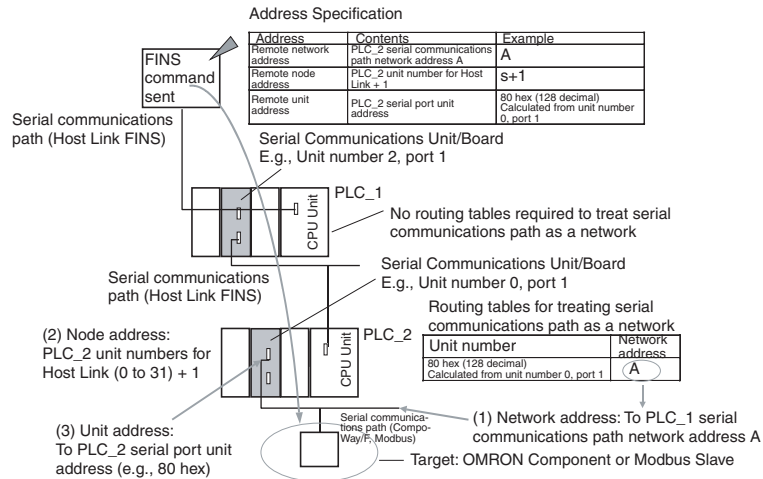 Address Specification
Address Contents Example
Remote network address PLC_2 serial communications path network address A A
Remote node address PLC_2 unit number for Host Link + 1 s+1
Remote unit address PLC_2 serial port unit address 80 hex (128 decimal) Calculated from unit number 0, port 1
FINS
command
sent
Serial communications
path (Host Link FINS)
Serial Communications Unit/Board
E.g., Unit number 2, port 1
PLC_1
CPU Unit
No routing tables required to treat serial
communications path as a network
Serial communications
path (Host Link FINS)
Serial Communications Unit/Board
E.g., Unit number 0, port 1
Routing tables for treating serial
communications path as a network
Unit number Network address
80 hex (128 decimal)
Calculated from unit number 0, port 1 A
(2) Node address:
PLC_2 unit numbers for
Host Link (0 to 31) + 1
PLC_2
CPU Unit
(3) Unit address:
To PLC_2 serial port unit
address (e.g., 80 hex)
Serial communica-
tions path (Compo-
Way/F, Modbus)
(1) Network address: To PLC_1 serial
communications path network address A
Target: OMRON Component or Modbus Slave